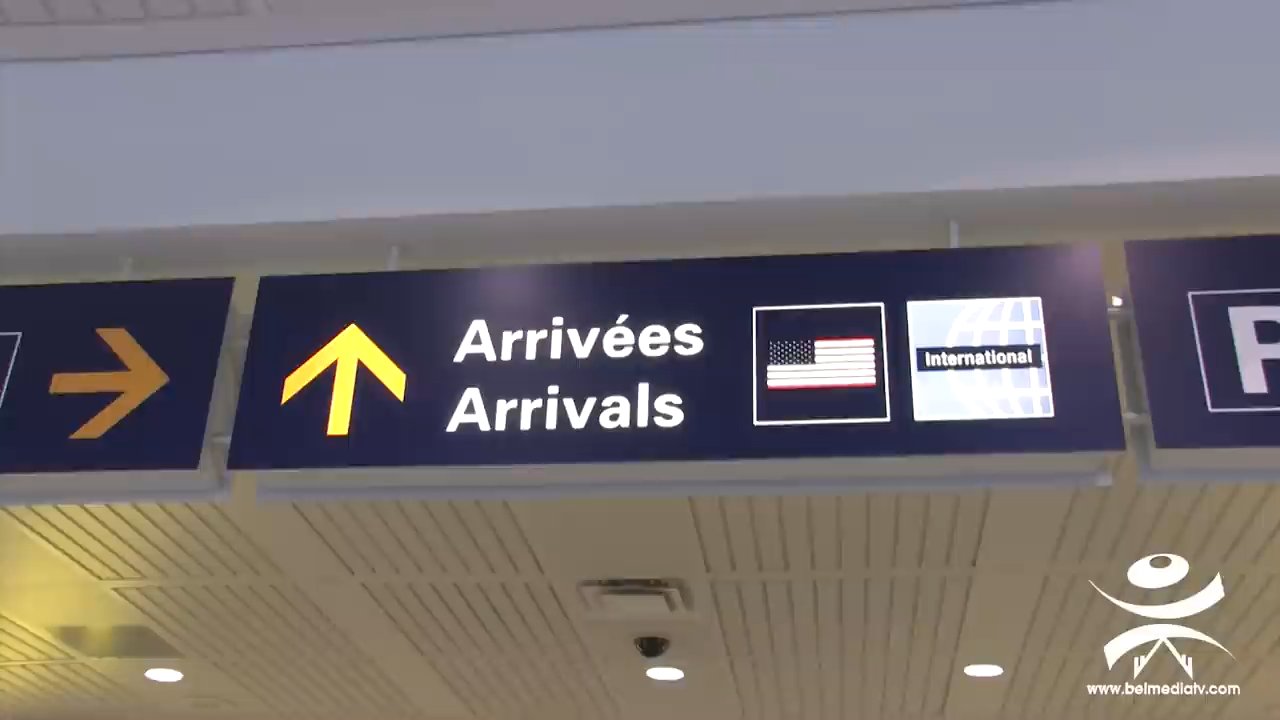 Arrivées
Arrivals
International
P
www.belmediatv.com